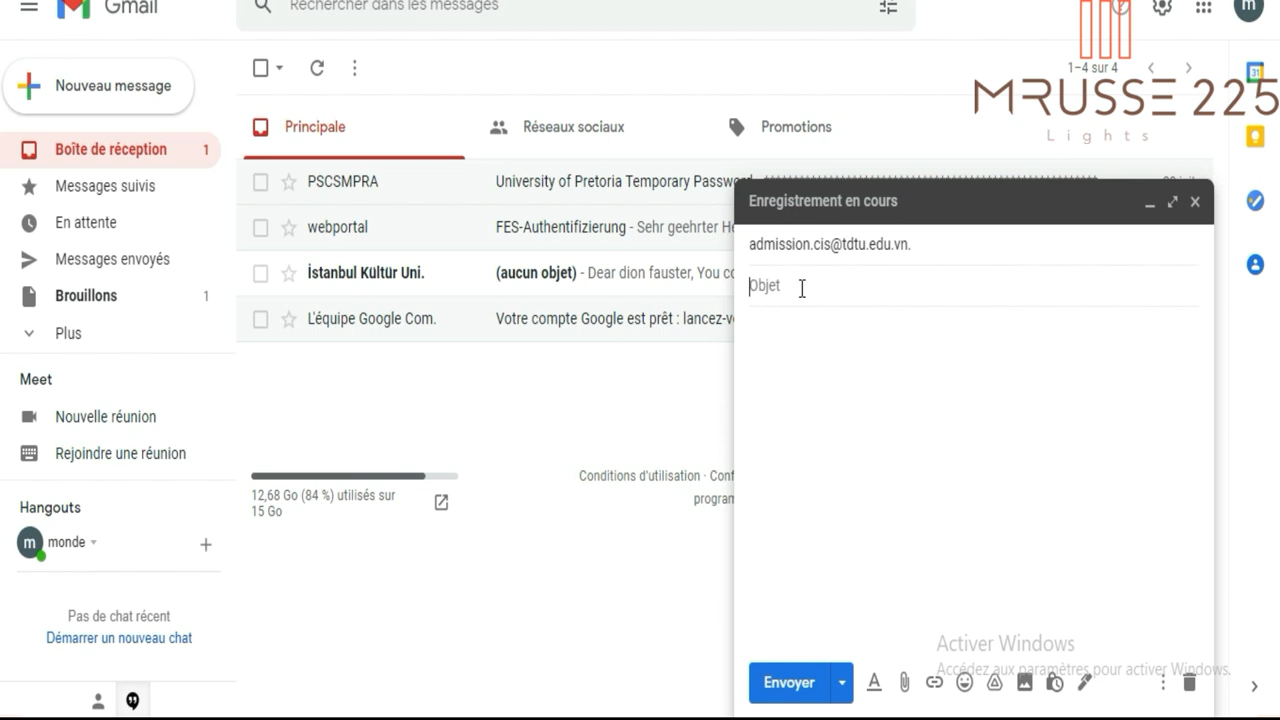 Gmail
Rechercher dans les messages
m
Nouveau message
1–4 sur 4
31
MRUSSE 225
Lights
Principale
Réseaux sociaux
Promotions
Boîte de réception 1
Messages suivis
En attente
Messages envoyés
Brouillons 1
Plus
PSCSMPRA University of Pretoria Temporary Password
webportal FES-Authentifizierung - Sehr geehrter
İstanbul Kültür Uni. (aucun objet) - Dear dion fauster, You
L'équipe Google Com. Votre compte Google est prêt : lancez-v
Enregistrement en cours
admission.cis@tdtu.edu.vn.
Objet
Meet
Nouvelle réunion
Rejoindre une réunion
12,68 Go (84 %) utilisés sur
15 Go
Conditions d'utilisation · Conf
program
Hangouts
m monde
Pas de chat récent
Démarrer un nouveau chat
Activer Windows
Accédez aux paramètres pour activer Windows.
Envoyer